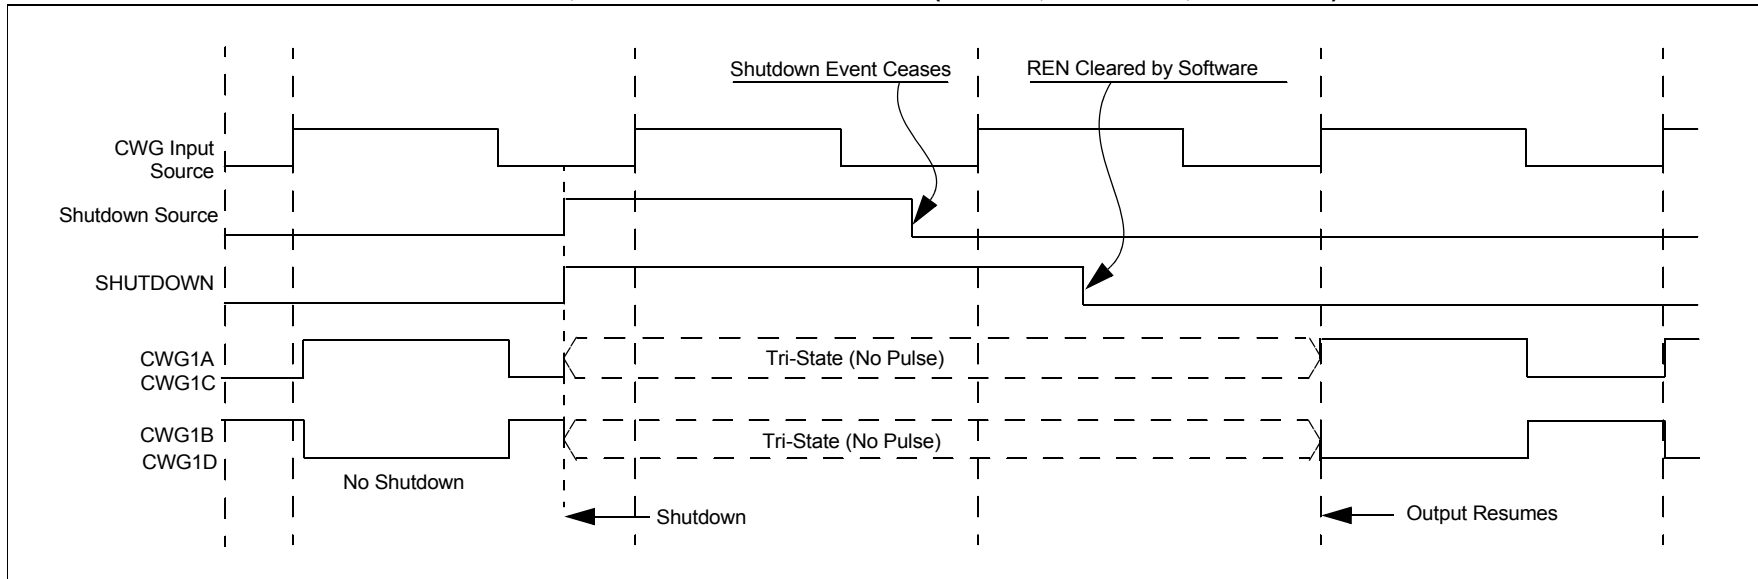 Shutdown Event Ceases
REN Cleared by Software
CWG Input
Source
Shutdown Source
SHUTDOWN
CWG1A
CWG1C
Tri-State (No Pulse)
CWG1B
CWG1D
Tri-State (No Pulse)
No Shutdown
Shutdown
Output Resumes